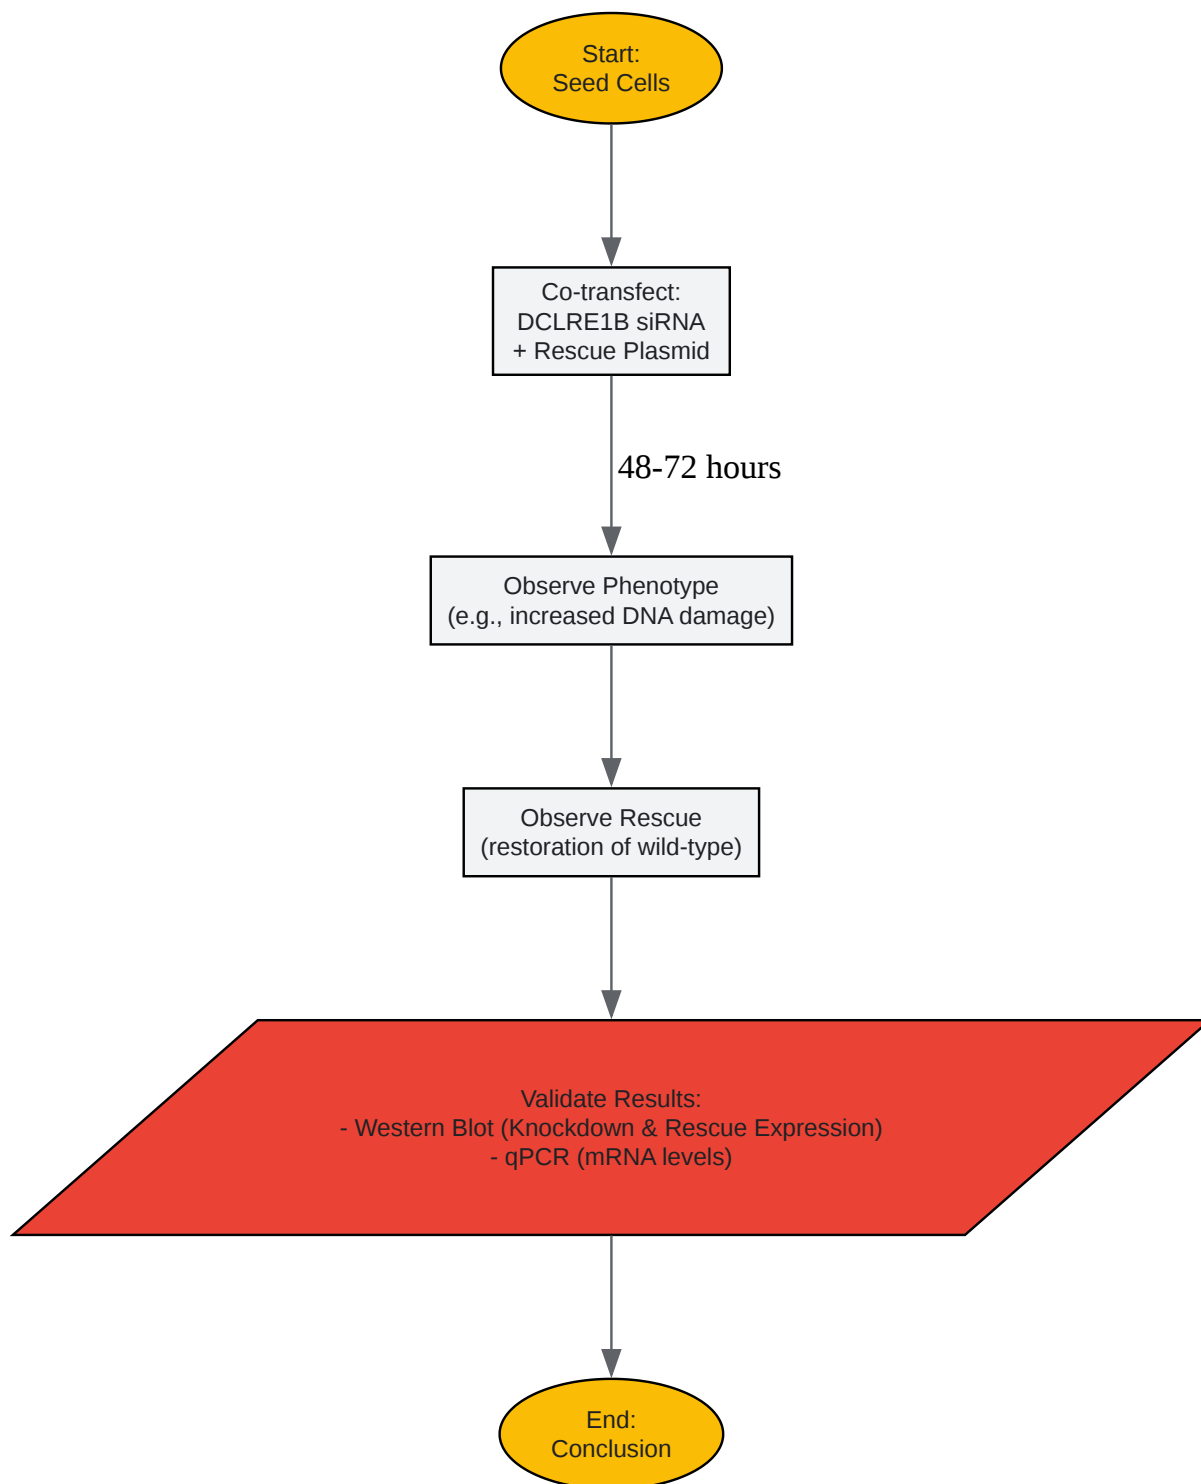 Start:
Seed Cells
Co-transfect:
DCLRE1B siRNA
+ Rescue Plasmid
48-72 hours
Observe Phenotype
(e.g., increased DNA damage)
Observe Rescue
(restoration of wild-type)
Validate Results:
- Western Blot (Knockdown & Rescue Expression)
- qPCR (mRNA levels)
End:
Conclusion